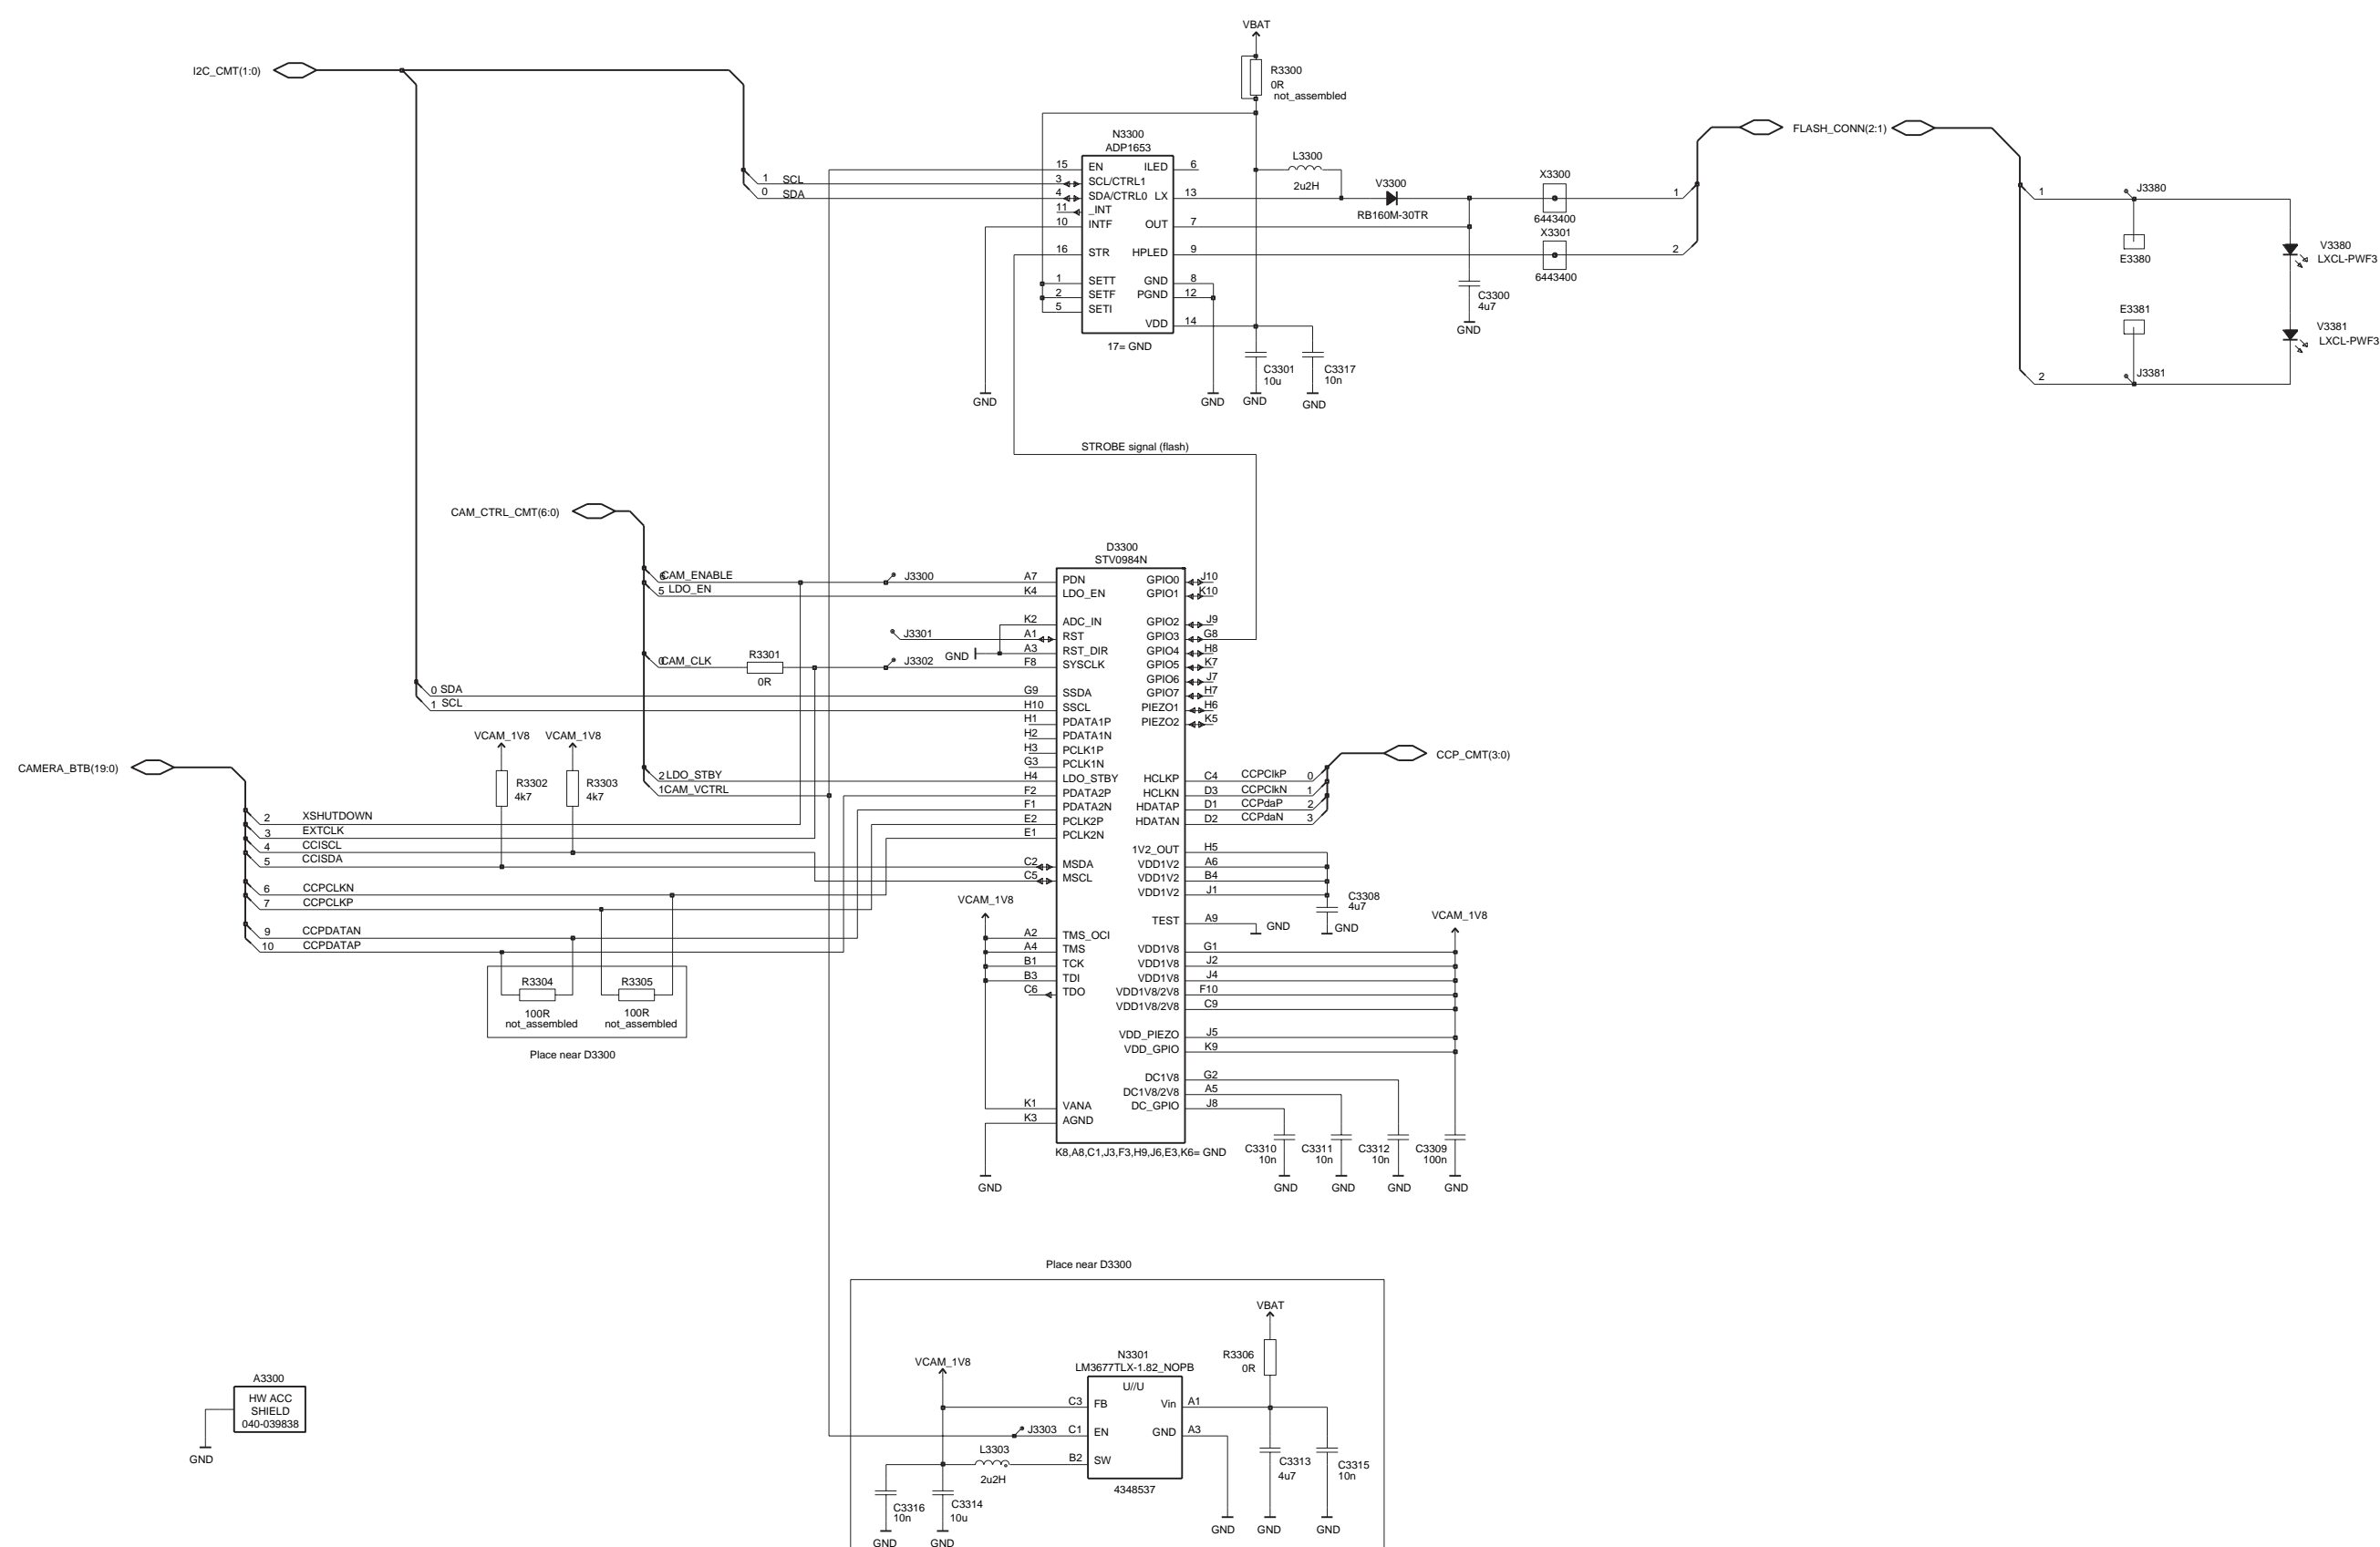 VBAT
I2C_CMT(1:0)
R3300
0R
not_assembled
N3300
ADP1653
FLASH_CONN(2:1)
L3300
2u2H
V3300
RB160M-30TR
X3300
6443400
X3301
6443400
1 SCL
0 SDA
15 EN
3 SCL/CTRL1
4 SDA/CTRL0
11 _INT
10 INTF
16 STR
1 SETT
2 SETF
5 SETI
ILED 6
LX 13
OUT 7
HPLED 9
GND 8
PGND 12
VDD 14
17= GND
1
2
C3300
4u7
GND
C3301
10u
C3317
10n
GND
GND
GND
GND
1
J3380
E3380
V3380
LXCL-PWF3
E3381
V3381
LXCL-PWF3
2
J3381
STROBE signal (flash)
CAM_CTRL_CMT(6:0)
D3300
STV0984N
6 CAM_ENABLE
5 LDO_EN
J3300
J3301
GND
0 CAM_CLK
R3301
0R
J3302
0 SDA
1 SCL
2 LDO_STBY
1 CAM_VCTRL
A7 PDN
K4 LDO_EN
K2 ADC_IN
A1 RST
A3 RST_DIR
F8 SYSCLK
G9 SSDA
H10 SSCL
H1 PDATA1P
H2 PDATA1N
H3 PCLK1P
G3 PCLK1N
H4 LDO_STBY
F2 PDATA2P
F1 PDATA2N
E2 PCLK2P
E1 PCLK2N
C2 MSDA
C5 MSCL
A2 TMS_OCI
A4 TMS
B1 TCK
B3 TDI
C6 TDO
K1 VANA
K3 AGND
GPIO0 J10
GPIO1 K10
GPIO2 J9
GPIO3 G8
GPIO4 H8
GPIO5 K7
GPIO6 J7
GPIO7 H7
PIEZO1 H6
PIEZO2 K5
HCLKP C4 CCPClkP 0
HCLKN D3 CCPClkN 1
HDATAP D1 CCPdaP 2
HDATAN D2 CCPdaN 3
CCP_CMT(3:0)
1V2_OUT H5
VDD1V2 A6
VDD1V2 B4
VDD1V2 J1
TEST A9
GND
C3308
4u7
GND
VCAM_1V8
VDD1V8 G1
VDD1V8 J2
VDD1V8 J4
VDD1V8/2V8 F10
VDD1V8/2V8 C9
VDD_PIEZO J5
VDD_GPIO K9
DC1V8 G2
DC1V8/2V8 A5
DC_GPIO J8
K8,A8,C1,J3,F3,H9,J6,E3,K6= GND
C3310
10n
C3311
10n
C3312
10n
C3309
100n
GND
GND
GND
GND
GND
VCAM_1V8
CAMERA_BTB(19:0)
VCAM_1V8
VCAM_1V8
R3302
4k7
R3303
4k7
2 XSHUTDOWN
3 EXTCLK
4 CCISCL
5 CCISDA
6 CCPCLKN
7 CCPCLKP
9 CCPDATAN
10 CCPDATAP
R3304
100R
not_assembled
R3305
100R
not_assembled
Place near D3300
Place near D3300
VBAT
R3306
0R
N3301
LM3677TLX-1.82_NOPB
U//U
VCAM_1V8
C3 FB
J3303 C1 EN
B2 SW
Vin A1
GND A3
4348537
L3303
2u2H
C3316
10n
C3314
10u
C3313
4u7
C3315
10n
GND
GND
GND
GND
GND
A3300
HW ACC
SHIELD
040-039838
GND